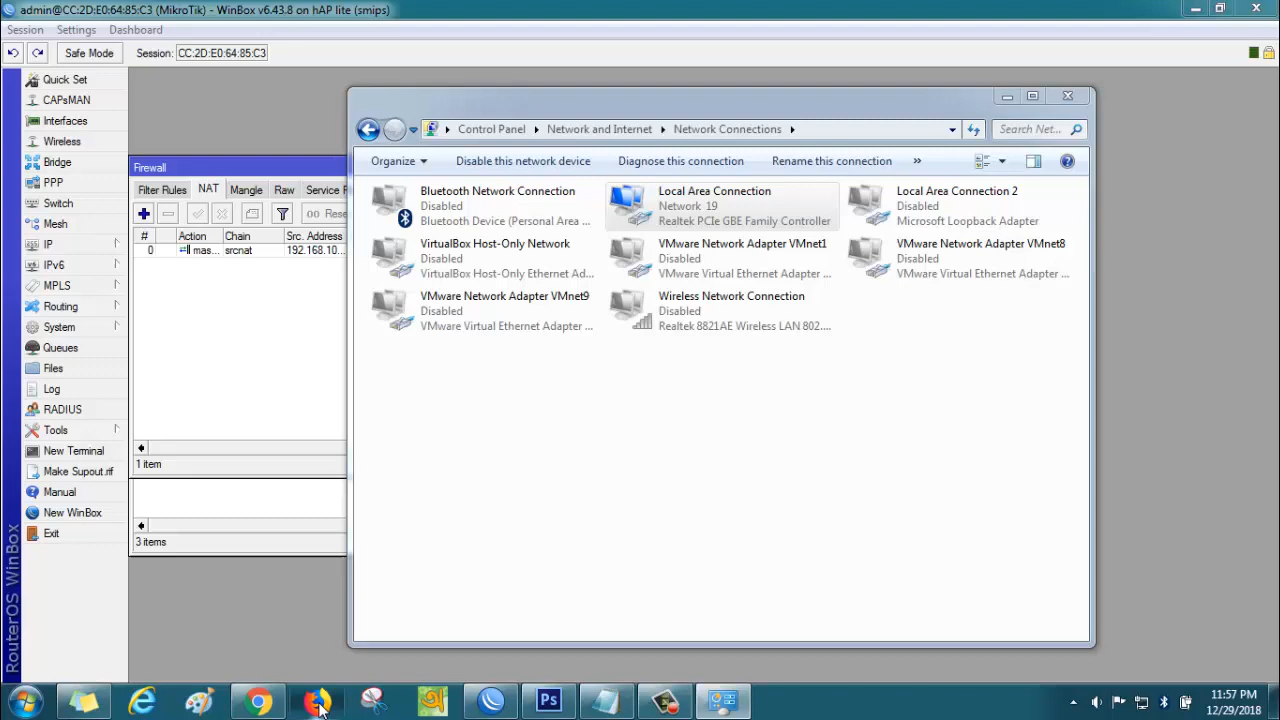 admin@CC:2D:E0:64:85:C3 (MikroTik) - WinBox v6.43.8 on hAP lite (smips)
Session Settings Dashboard
Safe Mode Session: CC:2D:E0:64:85:C3
Quick Set
CAPsMAN
Interfaces
Wireless
Bridge
PPP
Switch
Mesh
IP
IPv6
MPLS
Routing
System
Queues
Files
Log
RADIUS
Tools
New Terminal
Make Supout.rif
Manual
New WinBox
Exit
RouterOS WinBox
Firewall
Filter Rules NAT Mangle Raw Service
# Action Chain Src. Address
0 mas... srcnat 192.168.10...
1 item
3 items
Control Panel Network and Internet Network Connections
Search Net...
Organize Disable this network device Diagnose this connection Rename this connection »
Bluetooth Network Connection
Disabled
Bluetooth Device (Personal Area ...
Local Area Connection
Network 19
Realtek PCIe GBE Family Controller
Local Area Connection 2
Disabled
Microsoft Loopback Adapter
VirtualBox Host-Only Network
Disabled
VirtualBox Host-Only Ethernet Ad...
VMware Network Adapter VMnet1
Disabled
VMware Virtual Ethernet Adapter ...
VMware Network Adapter VMnet8
Disabled
VMware Virtual Ethernet Adapter ...
VMware Network Adapter VMnet9
Disabled
VMware Virtual Ethernet Adapter ...
Wireless Network Connection
Disabled
Realtek 8821AE Wireless LAN 802....
Ps
11:57 PM
12/29/2018